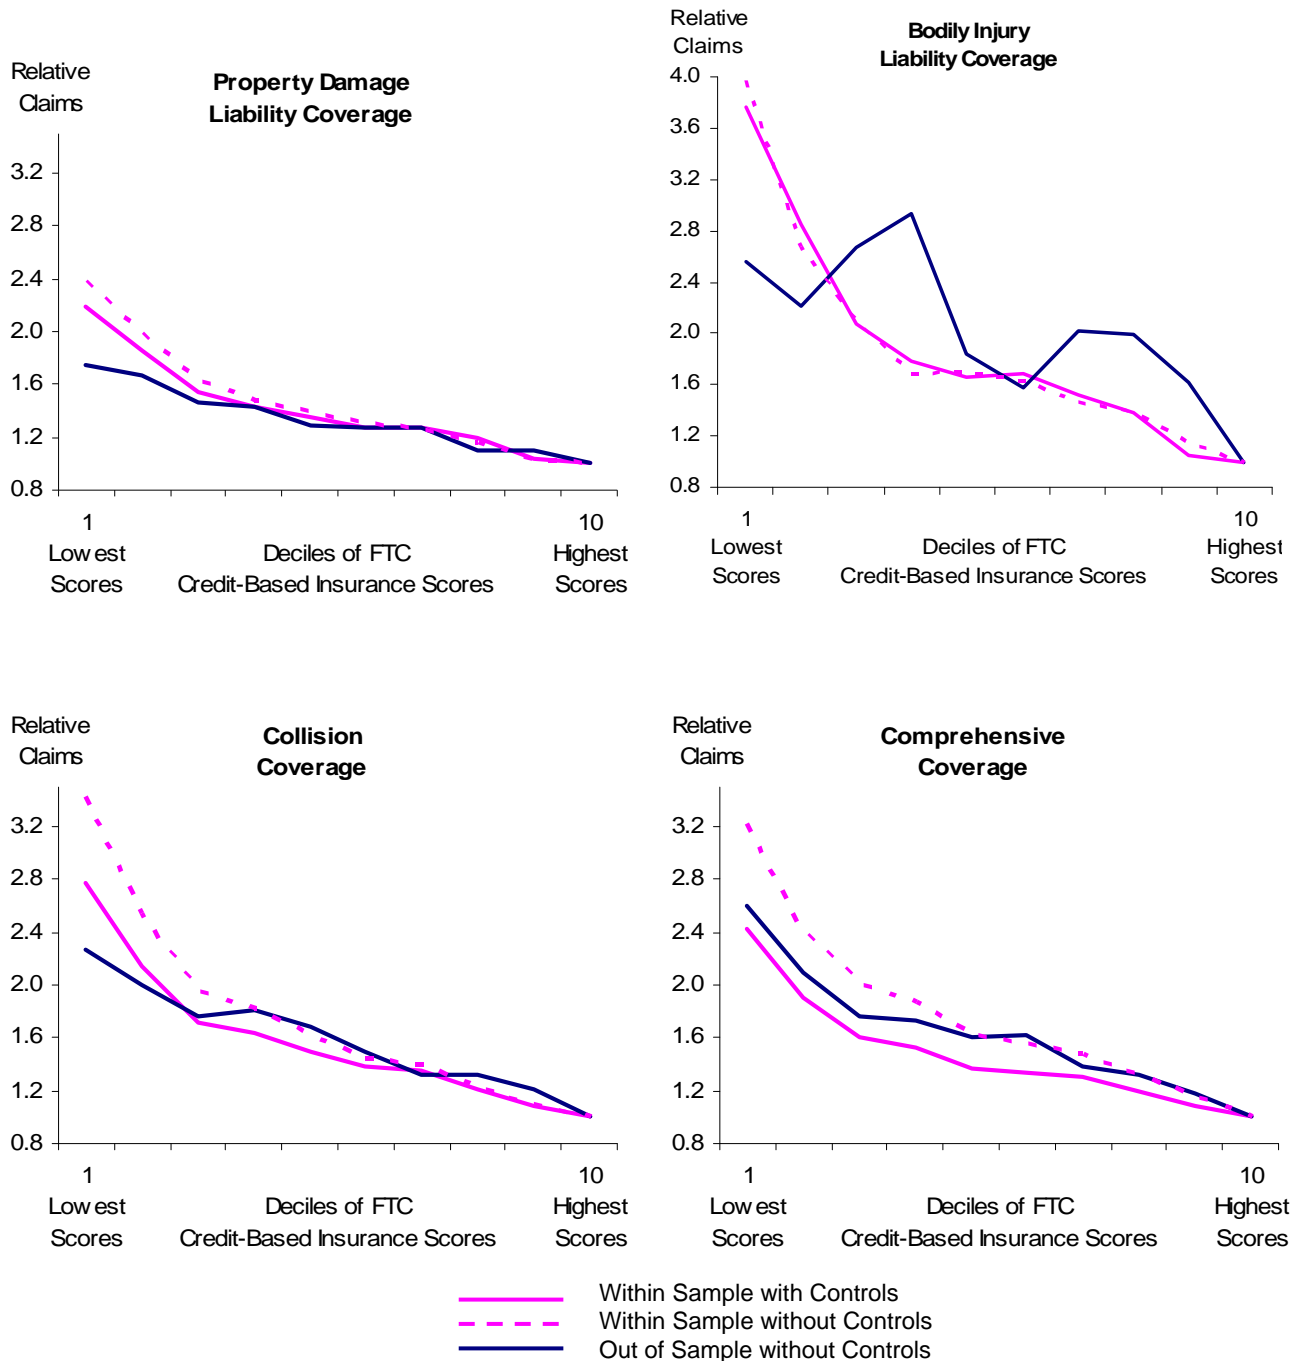 Relative
Claims
Property Damage
Liability Coverage
3.2
2.8
2.4
2.0
1.6
1.2
0.8
1
10
Lowest
Scores
Deciles of FTC
Credit-Based Insurance Scores
Highest
Scores
Relative
Claims
Bodily Injury
Liability Coverage
4.0
3.6
3.2
2.8
2.4
2.0
1.6
1.2
0.8
1
10
Lowest
Scores
Deciles of FTC
Credit-Based Insurance Scores
Highest
Scores
Relative
Claims
Collision
Coverage
3.2
2.8
2.4
2.0
1.6
1.2
0.8
1
10
Lowest
Scores
Deciles of FTC
Credit-Based Insurance Scores
Highest
Scores
Relative
Claims
Comprehensive
Coverage
3.2
2.8
2.4
2.0
1.6
1.2
0.8
1
10
Lowest
Scores
Deciles of FTC
Credit-Based Insurance Scores
Highest
Scores
Within Sample with Controls
Within Sample without Controls
Out of Sample without Controls